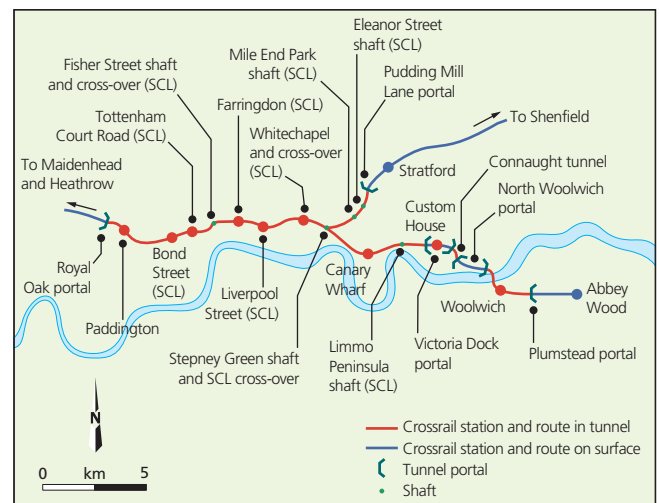 Eleanor Street
shaft (SCL)
Mile End Park
shaft (SCL)
Fisher Street shaft
and cross-over (SCL)
Pudding Mill
Lane portal
Farringdon (SCL)
Tottenham
Court Road (SCL)
To Shenfield
Whitechapel
and cross-over
(SCL)
Stratford
Connaught tunnel
To Maidenhead
and Heathrow
North Woolwich
portal
Custom
House
Royal
Oak portal
Bond
Street
(SCL)
Canary
Wharf
Liverpool
Street (SCL)
Paddington
Woolwich
Abbey
Wood
Stepney Green shaft
and SCL cross-over
Limmo
Peninsula
shaft (SCL)
Victoria Dock
portal
Plumstead portal
N
0 km 5
Crossrail station and route in tunnel
Crossrail station and route on surface
Tunnel portal
Shaft